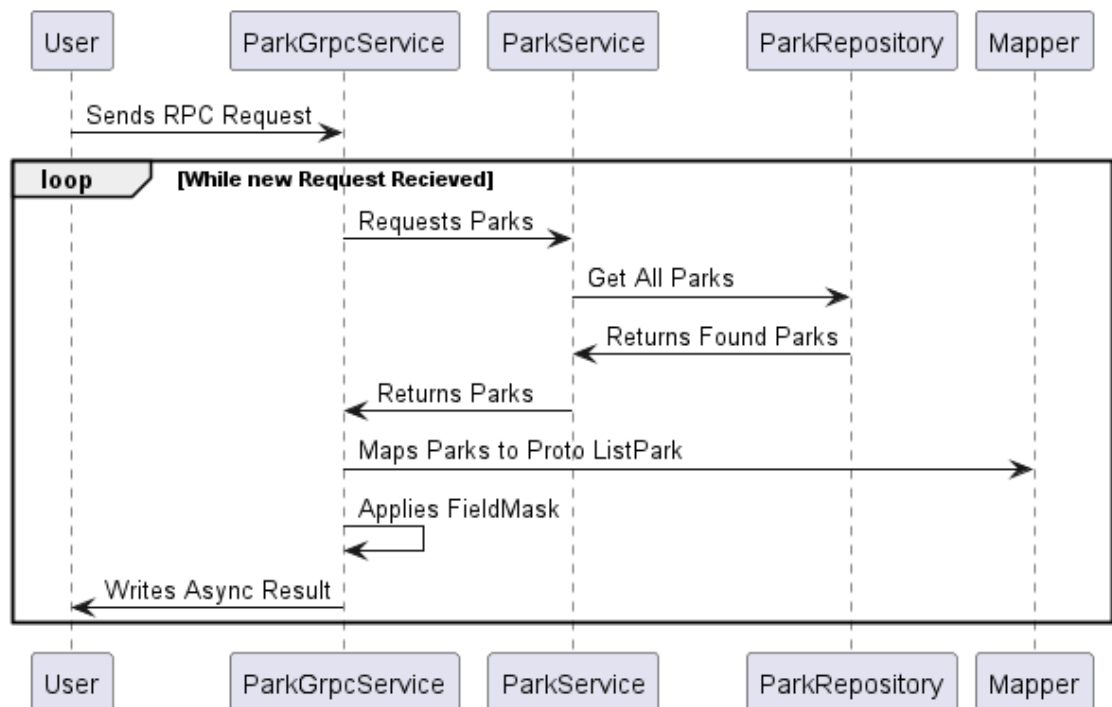 User ParkGrpcService ParkService ParkRepository Mapper
Sends RPC Request
loop [While new Request Recieved]
Requests Parks
Get All Parks
Returns Found Parks
Returns Parks
Maps Parks to Proto ListPark
Applies FieldMask
Writes Async Result
User ParkGrpcService ParkService ParkRepository Mapper